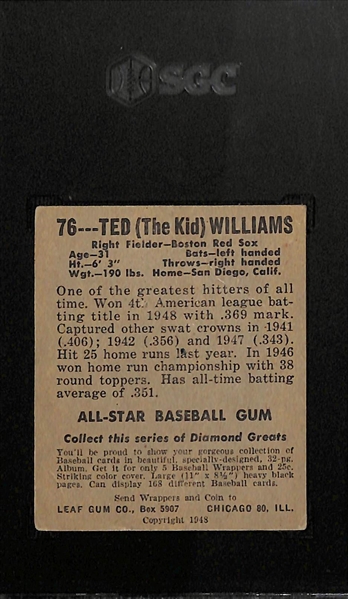 SGC
76---TED (The Kid) WILLIAMS
Right Fielder—Boston Red Sox
Age—31 Bats—left handed
Ht.—6' 3" Throws—right handed
Wgt.—190 lbs. Home—San Diego, Calif.
One of the greatest hitters of all
time. Won 4th American league bat-
ting title in 1948 with .369 mark.
Captured other swat crowns in 1941
(.406); 1942 (.356) and 1947 (.343).
Hit 25 home runs last year. In 1946
won home run championship with 38
round toppers. Has all-time batting
average of .351.
ALL-STAR BASEBALL GUM
Collect this series of Diamond Greats
You'll be proud to show your gorgeous collection of
Baseball cards in beautiful, specially-designed, 32-pg.
Album. Get it for only 5 Baseball Wrappers and 25c.
Striking color cover. Large (11" x 8½") heavy black
pages. Can display 168 different Baseball cards.
Send Wrappers and Coin to
LEAF GUM CO., Box 5907 CHICAGO 80, ILL.
Copyright 1948